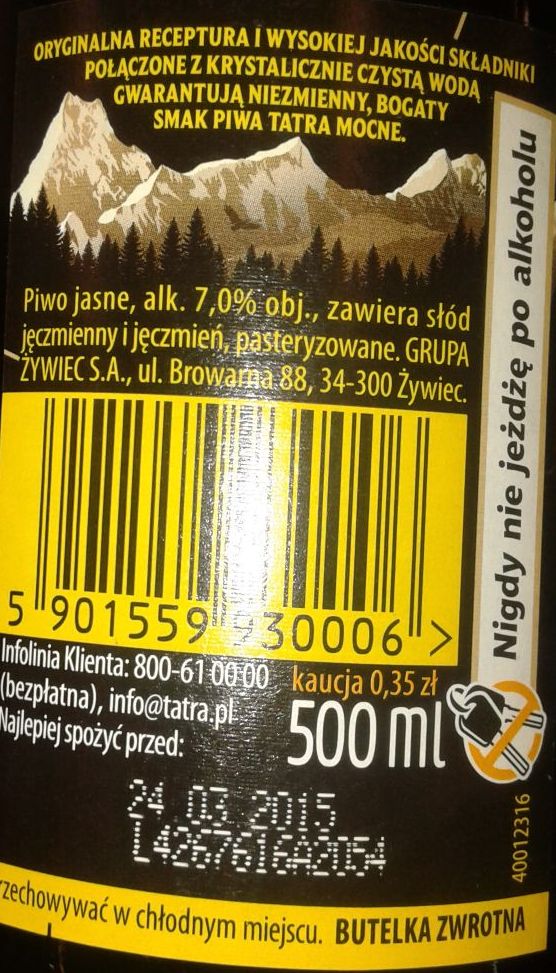 ORYGINALNA RECEPTURA I WYSOKIEJ JAKOŚCI SKŁADNIKI
POŁĄCZONE Z KRYSTALICZNIE CZYSTĄ WODĄ
GWARANTUJĄ NIEZMIENNY, BOGATY
SMAK PIWA TATRA MOCNE.
Piwo jasne, alk. 7,0% obj., zawiera słód
jęczmienny i jęczmień, pasteryzowane. GRUPA
ŻYWIEC S.A., ul. Browarna 88, 34-300 Żywiec.
Nigdy nie jeżdżę po alkoholu
5 901559 230006 >
Infolinia Klienta: 800-61 00 00
(bezpłatna), info@tatra.pl
Najlepiej spożyć przed:
kaucja 0,35 zł
500 ml
24 03 2015
L4267616A2054
40012316
rzechowywać w chłodnym miejscu. BUTELKA ZWROTNA